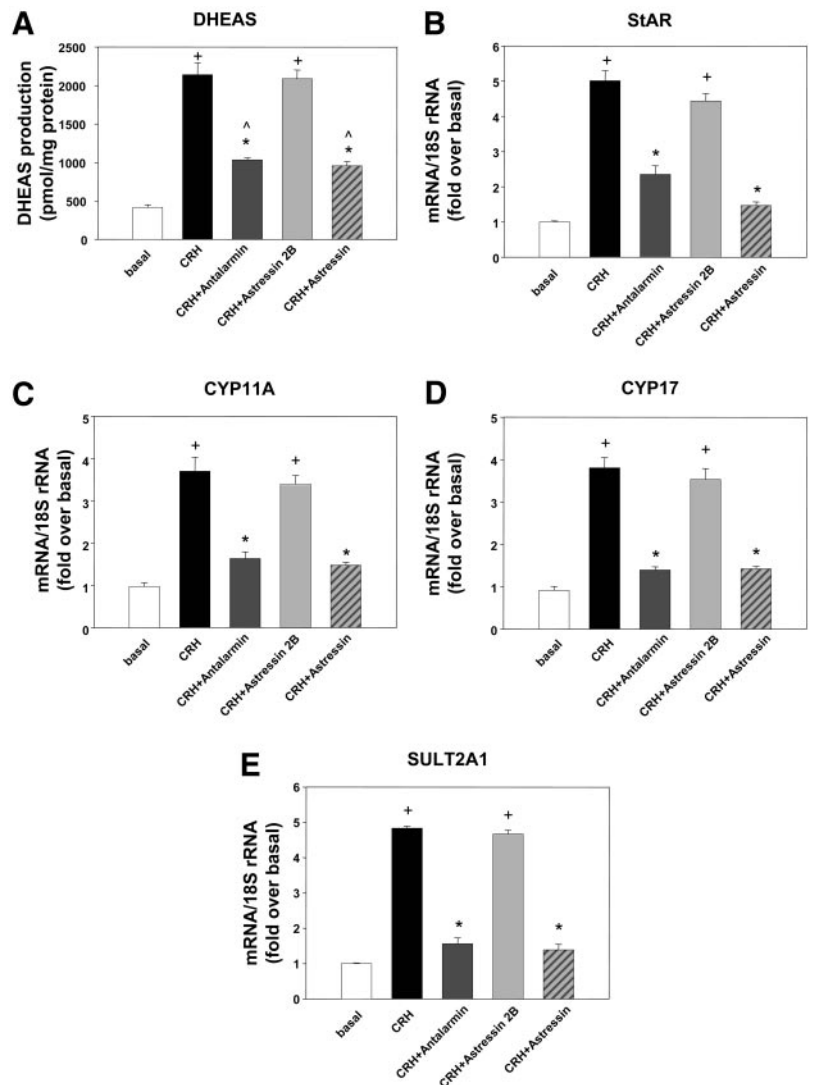 A
DHEAS
DHEAS production
(pmol/mg protein)
2500
2000
1500
1000
500
0
+
^
*
+
^
*
basal
CRH
CRH+Antalarmin
CRH+Astressin 2B
CRH+Astressin
B
StAR
mRNA/18S rRNA
(fold over basal)
6
5
4
3
2
1
0
+
*
+
*
basal
CRH
CRH+Antalarmin
CRH+Astressin 2B
CRH+Astressin
C
CYP11A
mRNA/18S rRNA
(fold over basal)
5
4
3
2
1
0
+
*
+
*
basal
CRH
CRH+Antalarmin
CRH+Astressin 2B
CRH+Astressin
D
CYP17
mRNA/18S rRNA
(fold over basal)
5
4
3
2
1
0
+
*
+
*
basal
CRH
CRH+Antalarmin
CRH+Astressin 2B
CRH+Astressin
E
SULT2A1
mRNA/18S rRNA
(fold over basal)
6
5
4
3
2
1
0
+
*
+
*
basal
CRH
CRH+Antalarmin
CRH+Astressin 2B
CRH+Astressin